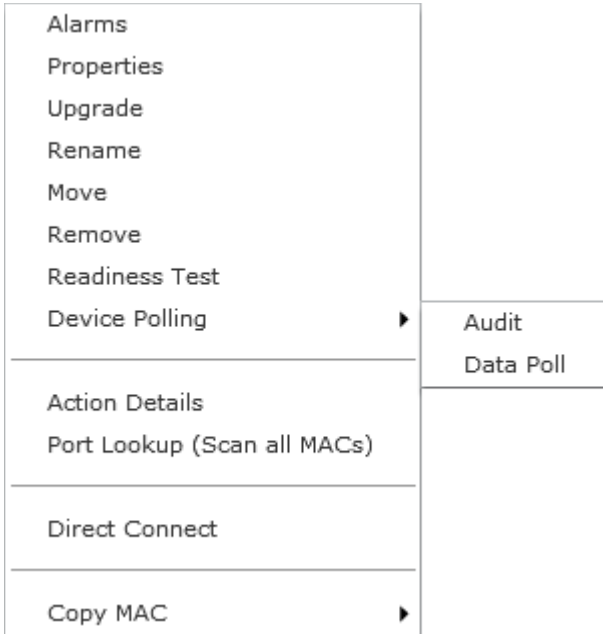 Alarms
Properties
Upgrade
Rename
Move
Remove
Readiness Test
Device Polling
Audit
Data Poll
Action Details
Port Lookup (Scan all MACs)
Direct Connect
Copy MAC